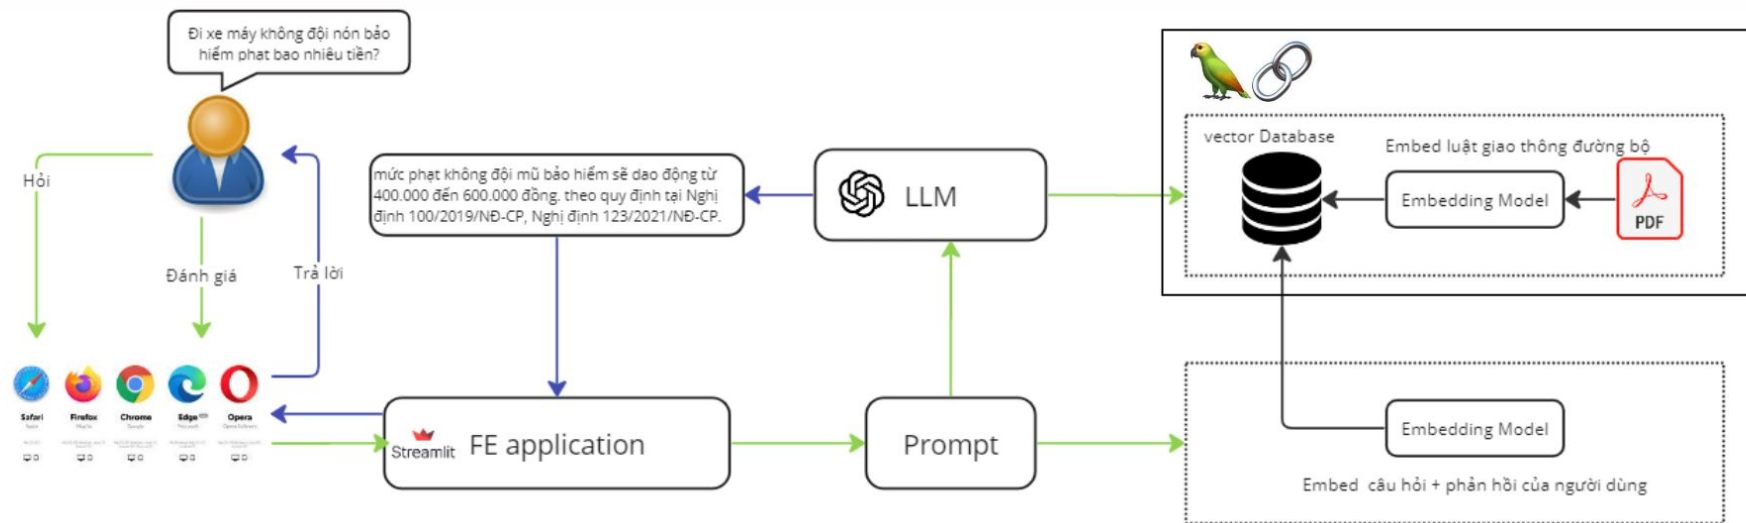 Đi xe máy không đội nón bảo
hiểm phạt bao nhiêu tiền?
Hỏi
Đánh giá
Trả lời
mức phạt không đội mũ bảo hiểm sẽ dao động từ
400.000 đến 600.000 đồng. theo quy định tại Nghị
định 100/2019/NĐ-CP, Nghị định 123/2021/NĐ-CP.
LLM
vector Database
Embed luật giao thông đường bộ
Embedding Model
PDF
Safari
Firefox
Chrome
Edge
Opera
Streamlit
FE application
Prompt
Embedding Model
Embed câu hỏi + phản hồi của người dùng